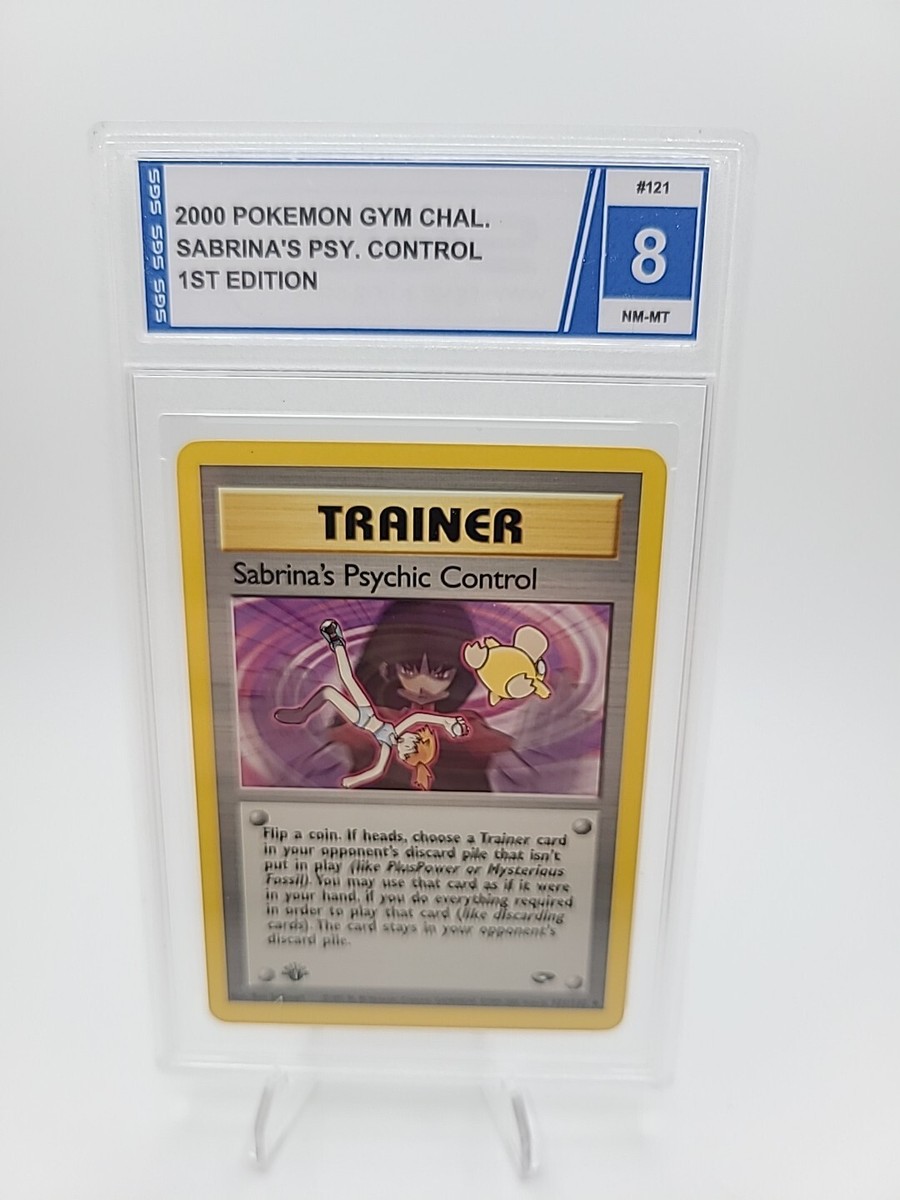 SGS SGS SGS
2000 POKEMON GYM CHAL.
SABRINA'S PSY. CONTROL
1ST EDITION
#121
8
NM-MT
TRAINER
Sabrina's Psychic Control
Flip a coin. If heads, choose a Trainer card
in your opponent's discard pile that isn't
put in play (like PlusPower or Mysterious
Fossil). You may use that card as if it were
in your hand, if you do everything required
in order to play that card (like discarding
cards). The card stays in your opponent's
discard pile.
1